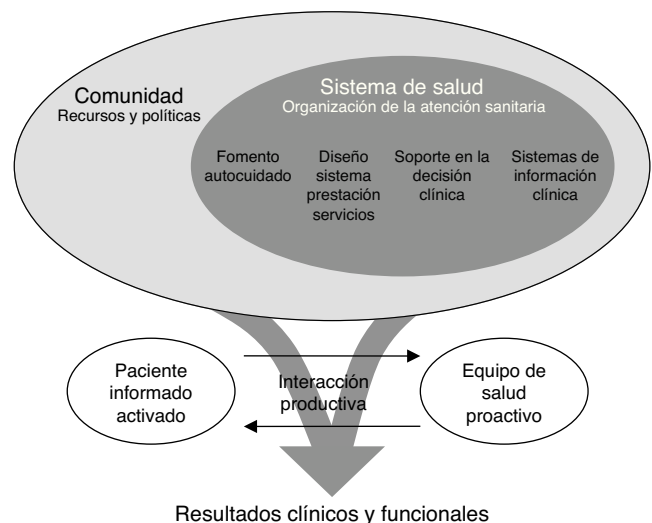 Comunidad
Recursos y políticas
Sistema de salud
Organización de la atención sanitaria
Fomento
autocuidado
Diseño
sistema
prestación
servicios
Soporte en la
decisión
clínica
Sistemas de
información
clínica
Paciente
informado
activado
Interacción
productiva
Equipo de
salud
proactivo
Resultados clínicos y funcionales